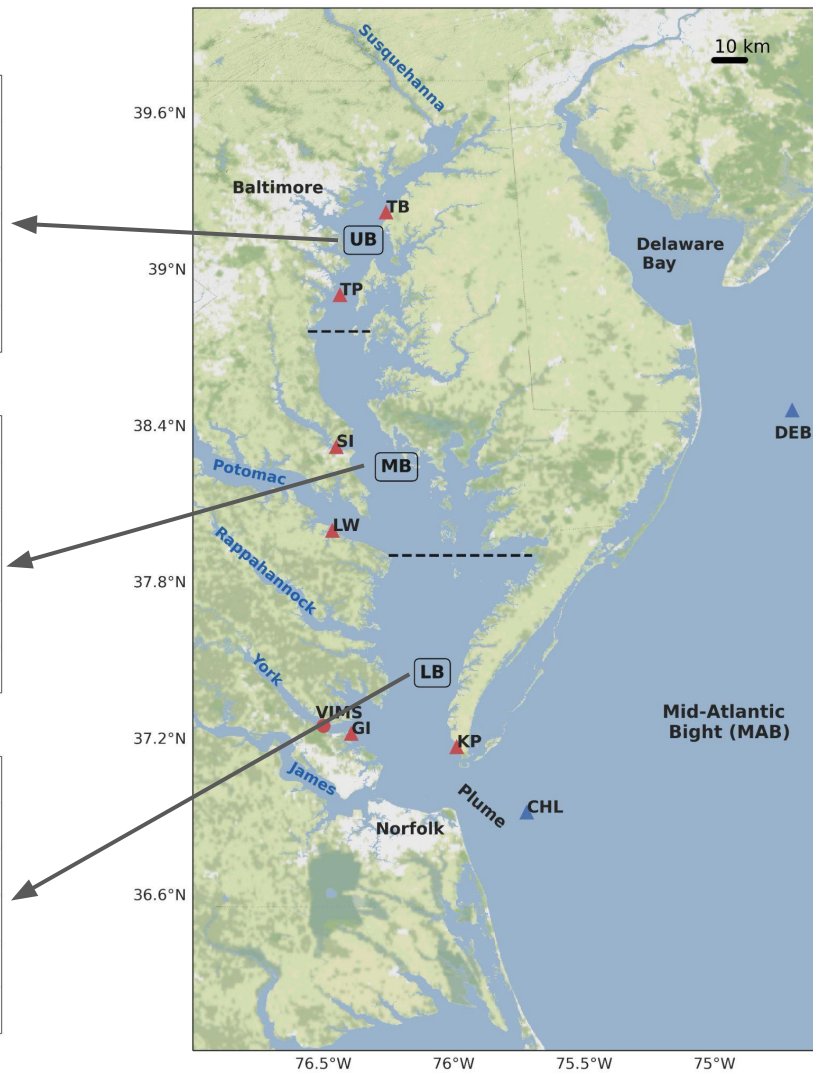 10 km
Susquehanna
39.6°N
Baltimore
TB
UB
Delaware
Bay
39°N
TP
38.4°N
DEB
SI
MB
Potomac
LW
Rappahannock
37.8°N
LB
York
VIMS
GI
Mid-Atlantic
Bight (MAB)
37.2°N
KP
James
Plume
CHL
Norfolk
36.6°N
76.5°W
76°W
75.5°W
75°W